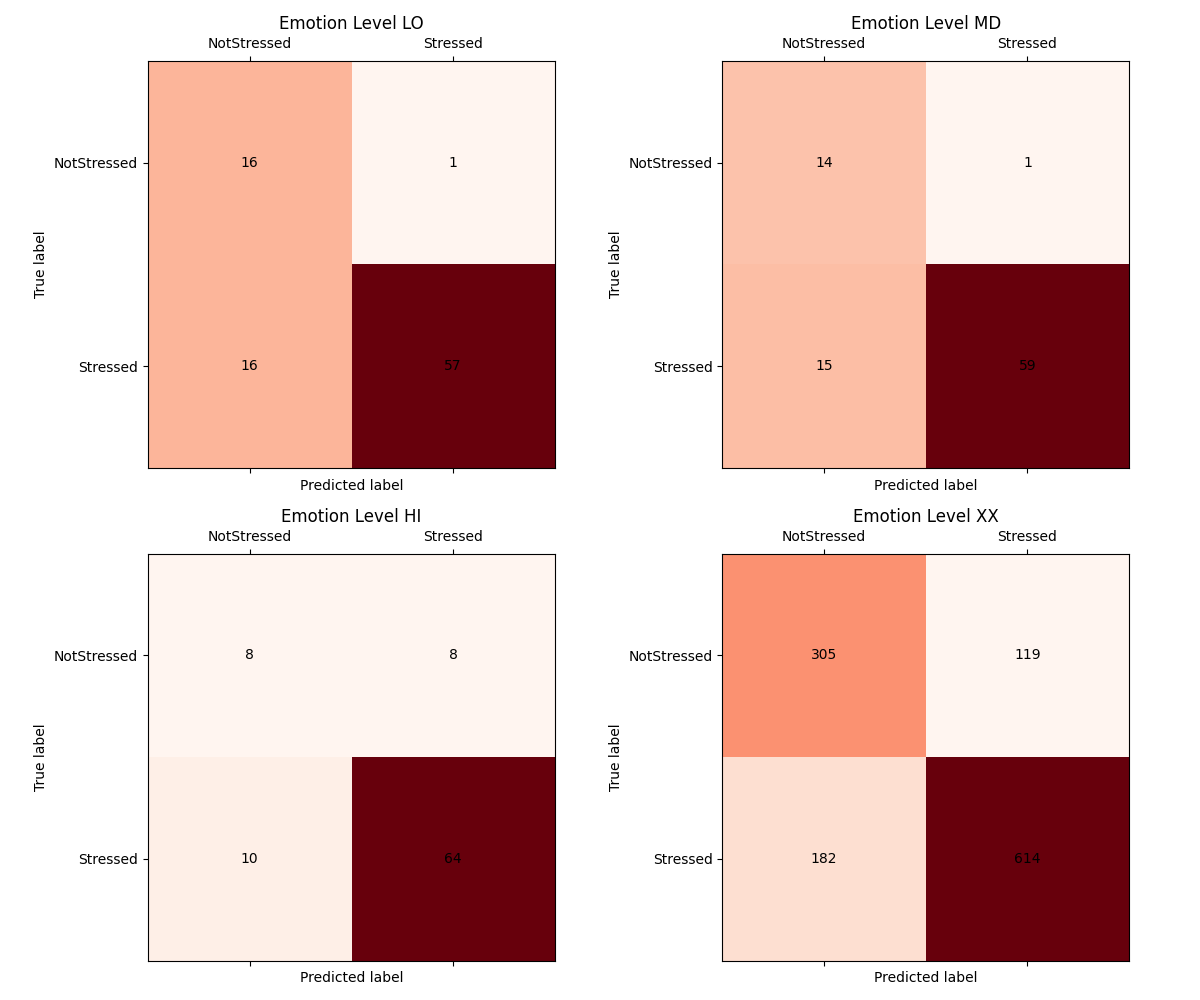 Emotion Level LO
NotStressed Stressed
NotStressed 16 1
True label
Stressed 16 57
Predicted label
Emotion Level MD
NotStressed Stressed
NotStressed 14 1
True label
Stressed 15 59
Predicted label
Emotion Level HI
NotStressed Stressed
NotStressed 8 8
True label
Stressed 10 64
Predicted label
Emotion Level XX
NotStressed Stressed
NotStressed 305 119
True label
Stressed 182 614
Predicted label